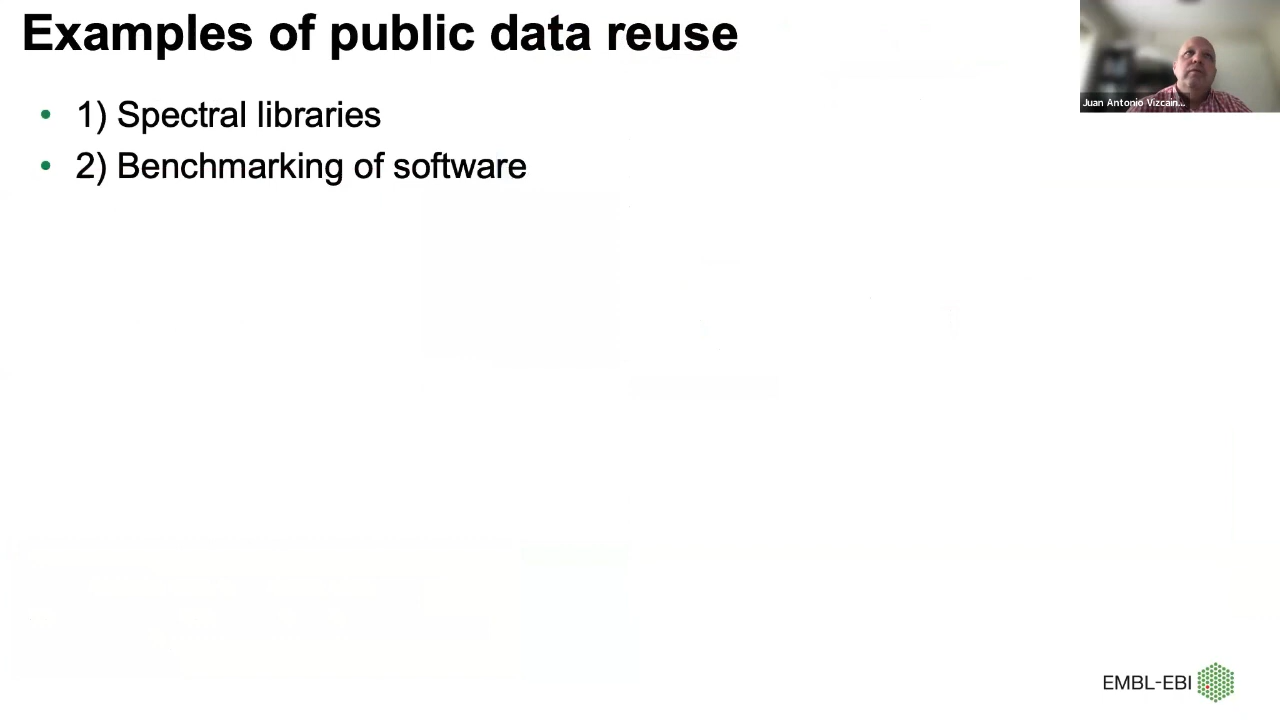 Examples of public data reuse
Juan Antonio Vizcain...
• 1) Spectral libraries
• 2) Benchmarking of software
EMBL-EBI